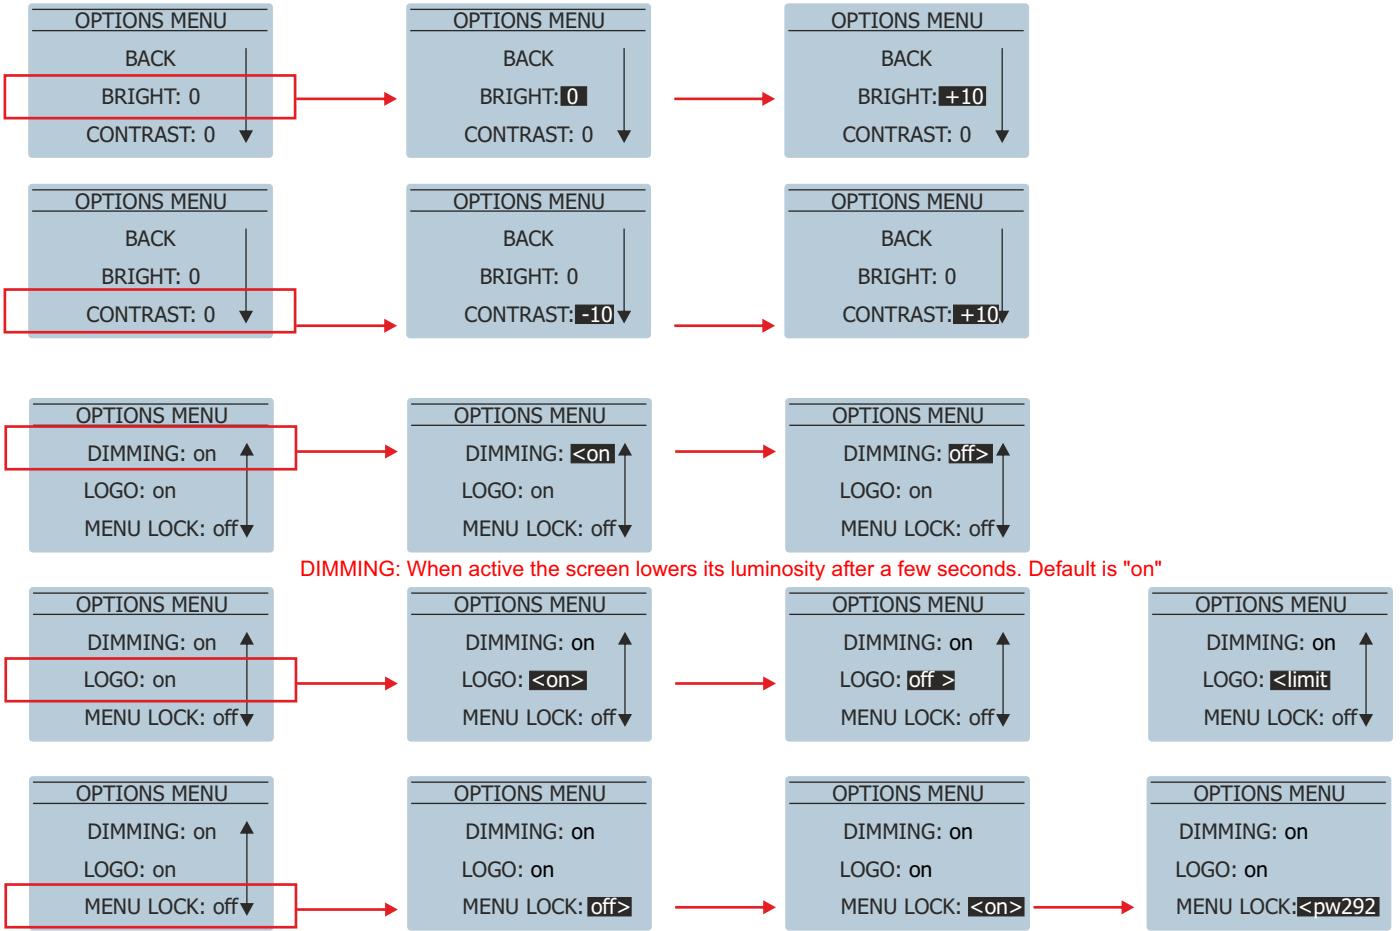 OPTIONS MENU
BACK
BRIGHT: 0
CONTRAST: 0
OPTIONS MENU
BACK
BRIGHT: 0
CONTRAST: 0
OPTIONS MENU
BACK
BRIGHT: +10
CONTRAST: 0
OPTIONS MENU
BACK
BRIGHT: 0
CONTRAST: 0
OPTIONS MENU
BACK
BRIGHT: 0
CONTRAST: -10
OPTIONS MENU
BACK
BRIGHT: 0
CONTRAST: +10
OPTIONS MENU
DIMMING: on
LOGO: on
MENU LOCK: off
OPTIONS MENU
DIMMING: <on
LOGO: on
MENU LOCK: off
OPTIONS MENU
DIMMING: off>
LOGO: on
MENU LOCK: off
DIMMING: When active the screen lowers its luminosity after a few seconds. Default is "on"
OPTIONS MENU
DIMMING: on
LOGO: on
MENU LOCK: off
OPTIONS MENU
DIMMING: on
LOGO: <on>
MENU LOCK: off
OPTIONS MENU
DIMMING: on
LOGO: off >
MENU LOCK: off
OPTIONS MENU
DIMMING: on
LOGO: <limit
MENU LOCK: off
OPTIONS MENU
DIMMING: on
LOGO: on
MENU LOCK: off
OPTIONS MENU
DIMMING: on
LOGO: on
MENU LOCK: off>
OPTIONS MENU
DIMMING: on
LOGO: on
MENU LOCK: <on>
OPTIONS MENU
DIMMING: on
LOGO: on
MENU LOCK:<pw292